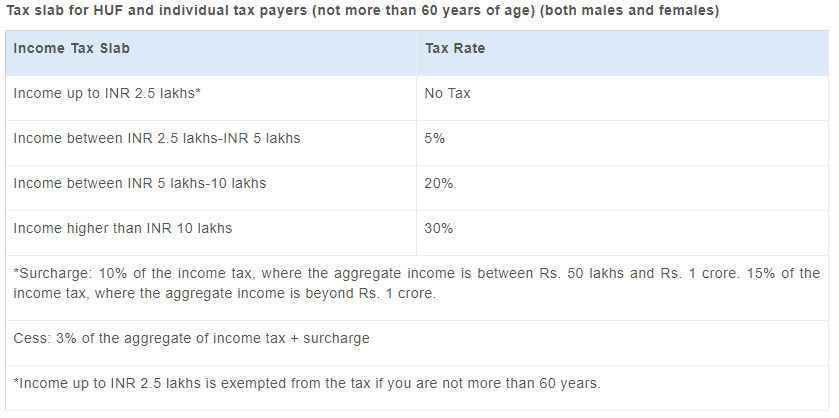 Tax slab for HUF and individual tax payers (not more than 60 years of age) (both males and females)
Income Tax Slab Tax Rate
Income up to INR 2.5 lakhs* No Tax
Income between INR 2.5 lakhs-INR 5 lakhs 5%
Income between INR 5 lakhs-10 lakhs 20%
Income higher than INR 10 lakhs 30%
*Surcharge: 10% of the income tax, where the aggregate income is between Rs. 50 lakhs and Rs. 1 crore. 15% of the
income tax, where the aggregate income is beyond Rs. 1 crore.
Cess: 3% of the aggregate of income tax + surcharge
*Income up to INR 2.5 lakhs is exempted from the tax if you are not more than 60 years.